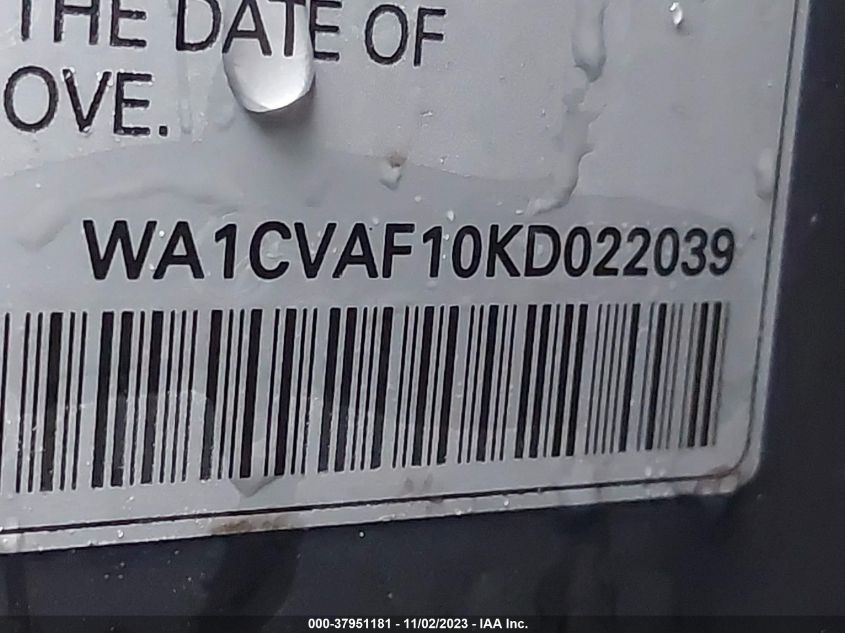 THE DATE OF
OVE.
WA1CVAF10KD022039
000-37951181 - 11/02/2023 - IAA Inc.